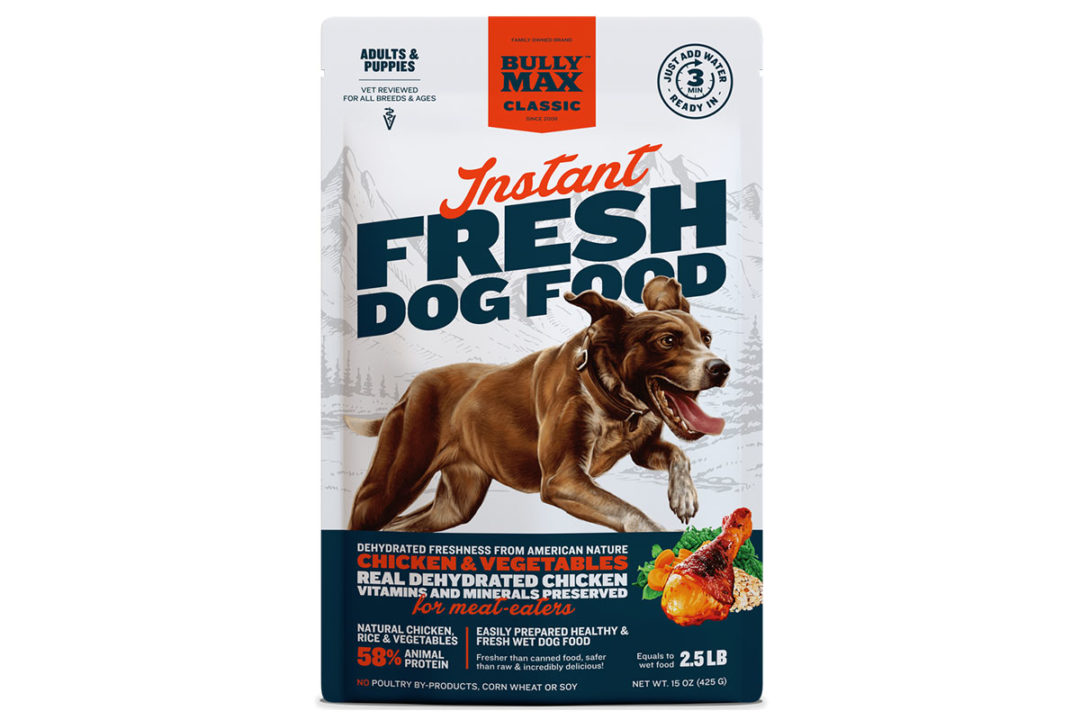 ADULTS &
PUPPIES
VET REVIEWED
FOR ALL BREEDS & AGES
FAMILY OWNED BRAND
BULLY™
MAX
CLASSIC
SINCE 2009
JUST ADD WATER
3
MIN
- READY IN -
Instant
FRESH
DOG FOOD
DEHYDRATED FRESHNESS FROM AMERICAN NATURE
CHICKEN & VEGETABLES
REAL DEHYDRATED CHICKEN
VITAMINS AND MINERALS PRESERVED
for meat-eaters
NATURAL CHICKEN,
RICE & VEGETABLES
58% ANIMAL
PROTEIN
EASILY PREPARED HEALTHY &
FRESH WET DOG FOOD
Fresher than canned food, safer
than raw & incredibly delicious!
Equals to
wet food 2.5 LB
NO POULTRY BY-PRODUCTS, CORN WHEAT OR SOY
NET WT. 15 OZ (425 G)